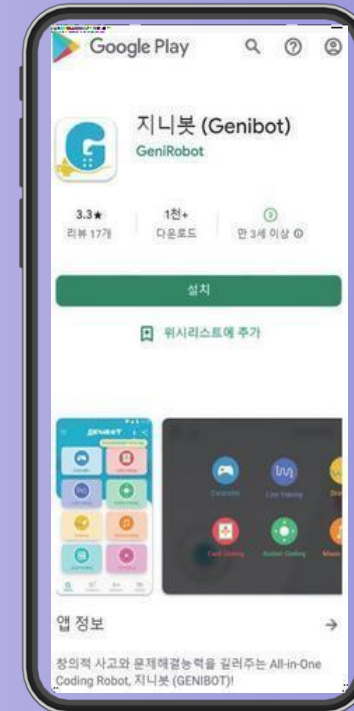 Google Play
지니봇 (Genibot)
GeniRobot
3.3★
리뷰 17개
1천+
다운로드
③
만 3세 이상
설치
위시리스트에 추가
GENIBOT
Controller
Line Tracing
Card Coding
Button Coding
앱 정보
창의적 사고와 문제해결능력을 길러주는 All-in-One
Coding Robot, 지니봇 (GENIBOT)!